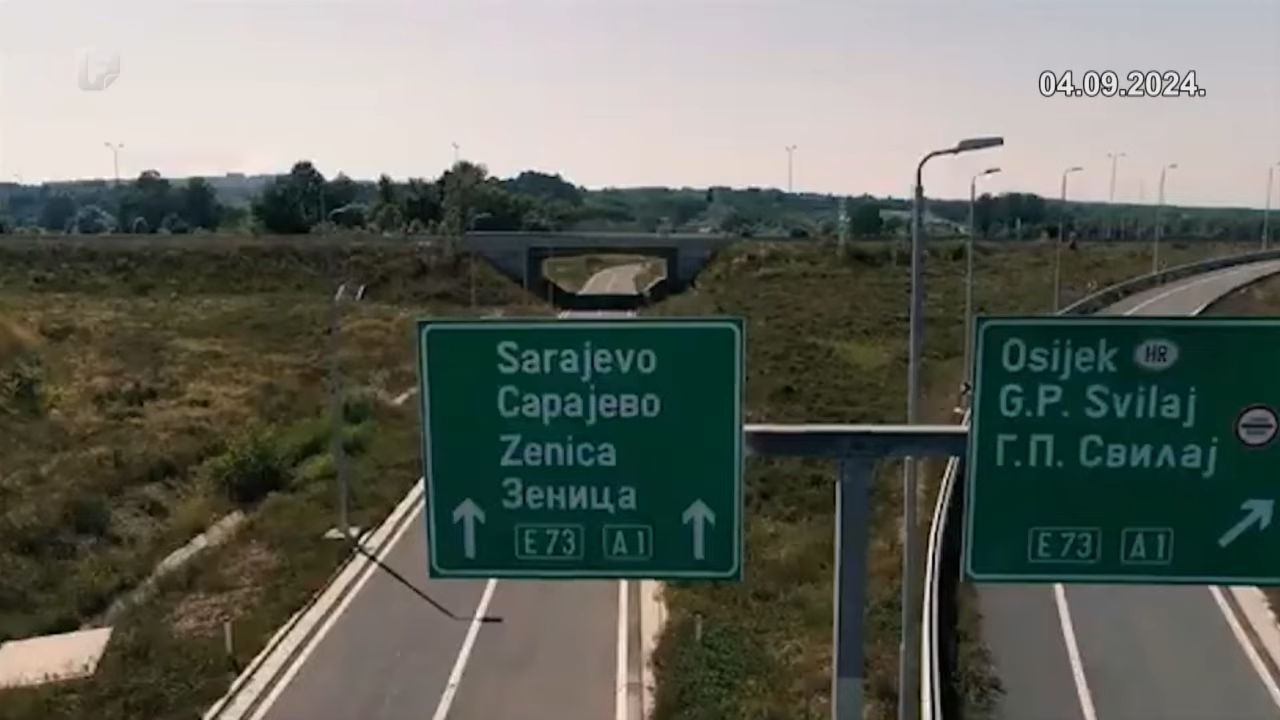 04.09.2024.
Sarajevo
Сарајево
Zenica
Зеница
E 73 A 1
Osijek HR
G.P. Svilaj
Г.П. Свилај
E 73 A 1